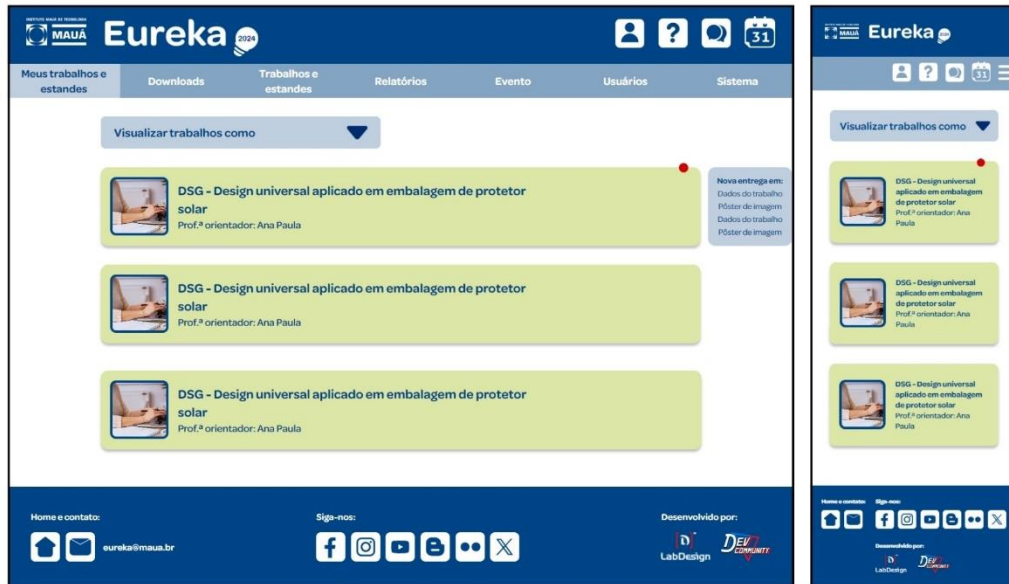 INSTITUTO MAUÁ DE TECNOLOGIA
MAUÁ
Eureka
2024
31
Meus trabalhos e
estandes
Downloads
Trabalhos e
estandes
Relatórios
Evento
Usuários
Sistema
Visualizar trabalhos como
DSG - Design universal aplicado em embalagem de protetor
solar
Prof.ª orientador: Ana Paula
Nova entrega em:
Dados do trabalho
Pôster de imagem
Dados do trabalho
Pôster de imagem
DSG - Design universal aplicado em embalagem de protetor
solar
Prof.ª orientador: Ana Paula
DSG - Design universal aplicado em embalagem de protetor
solar
Prof.ª orientador: Ana Paula
Home e contato:
eureka@maua.br
Siga-nos:
Desenvolvido por:
LabDesign
DEV
COMMUNITY
MAUÁ
Eureka
31
Visualizar trabalhos como
DSG - Design universal
aplicado em embalagem
de protetor solar
Prof.ª orientador: Ana
Paula
DSG - Design universal
aplicado em embalagem
de protetor solar
Prof.ª orientador: Ana
Paula
DSG - Design universal
aplicado em embalagem
de protetor solar
Prof.ª orientador: Ana
Paula
Home e contato:
Siga-nos:
Desenvolvido por:
LabDesign
DEV
COMMUNITY